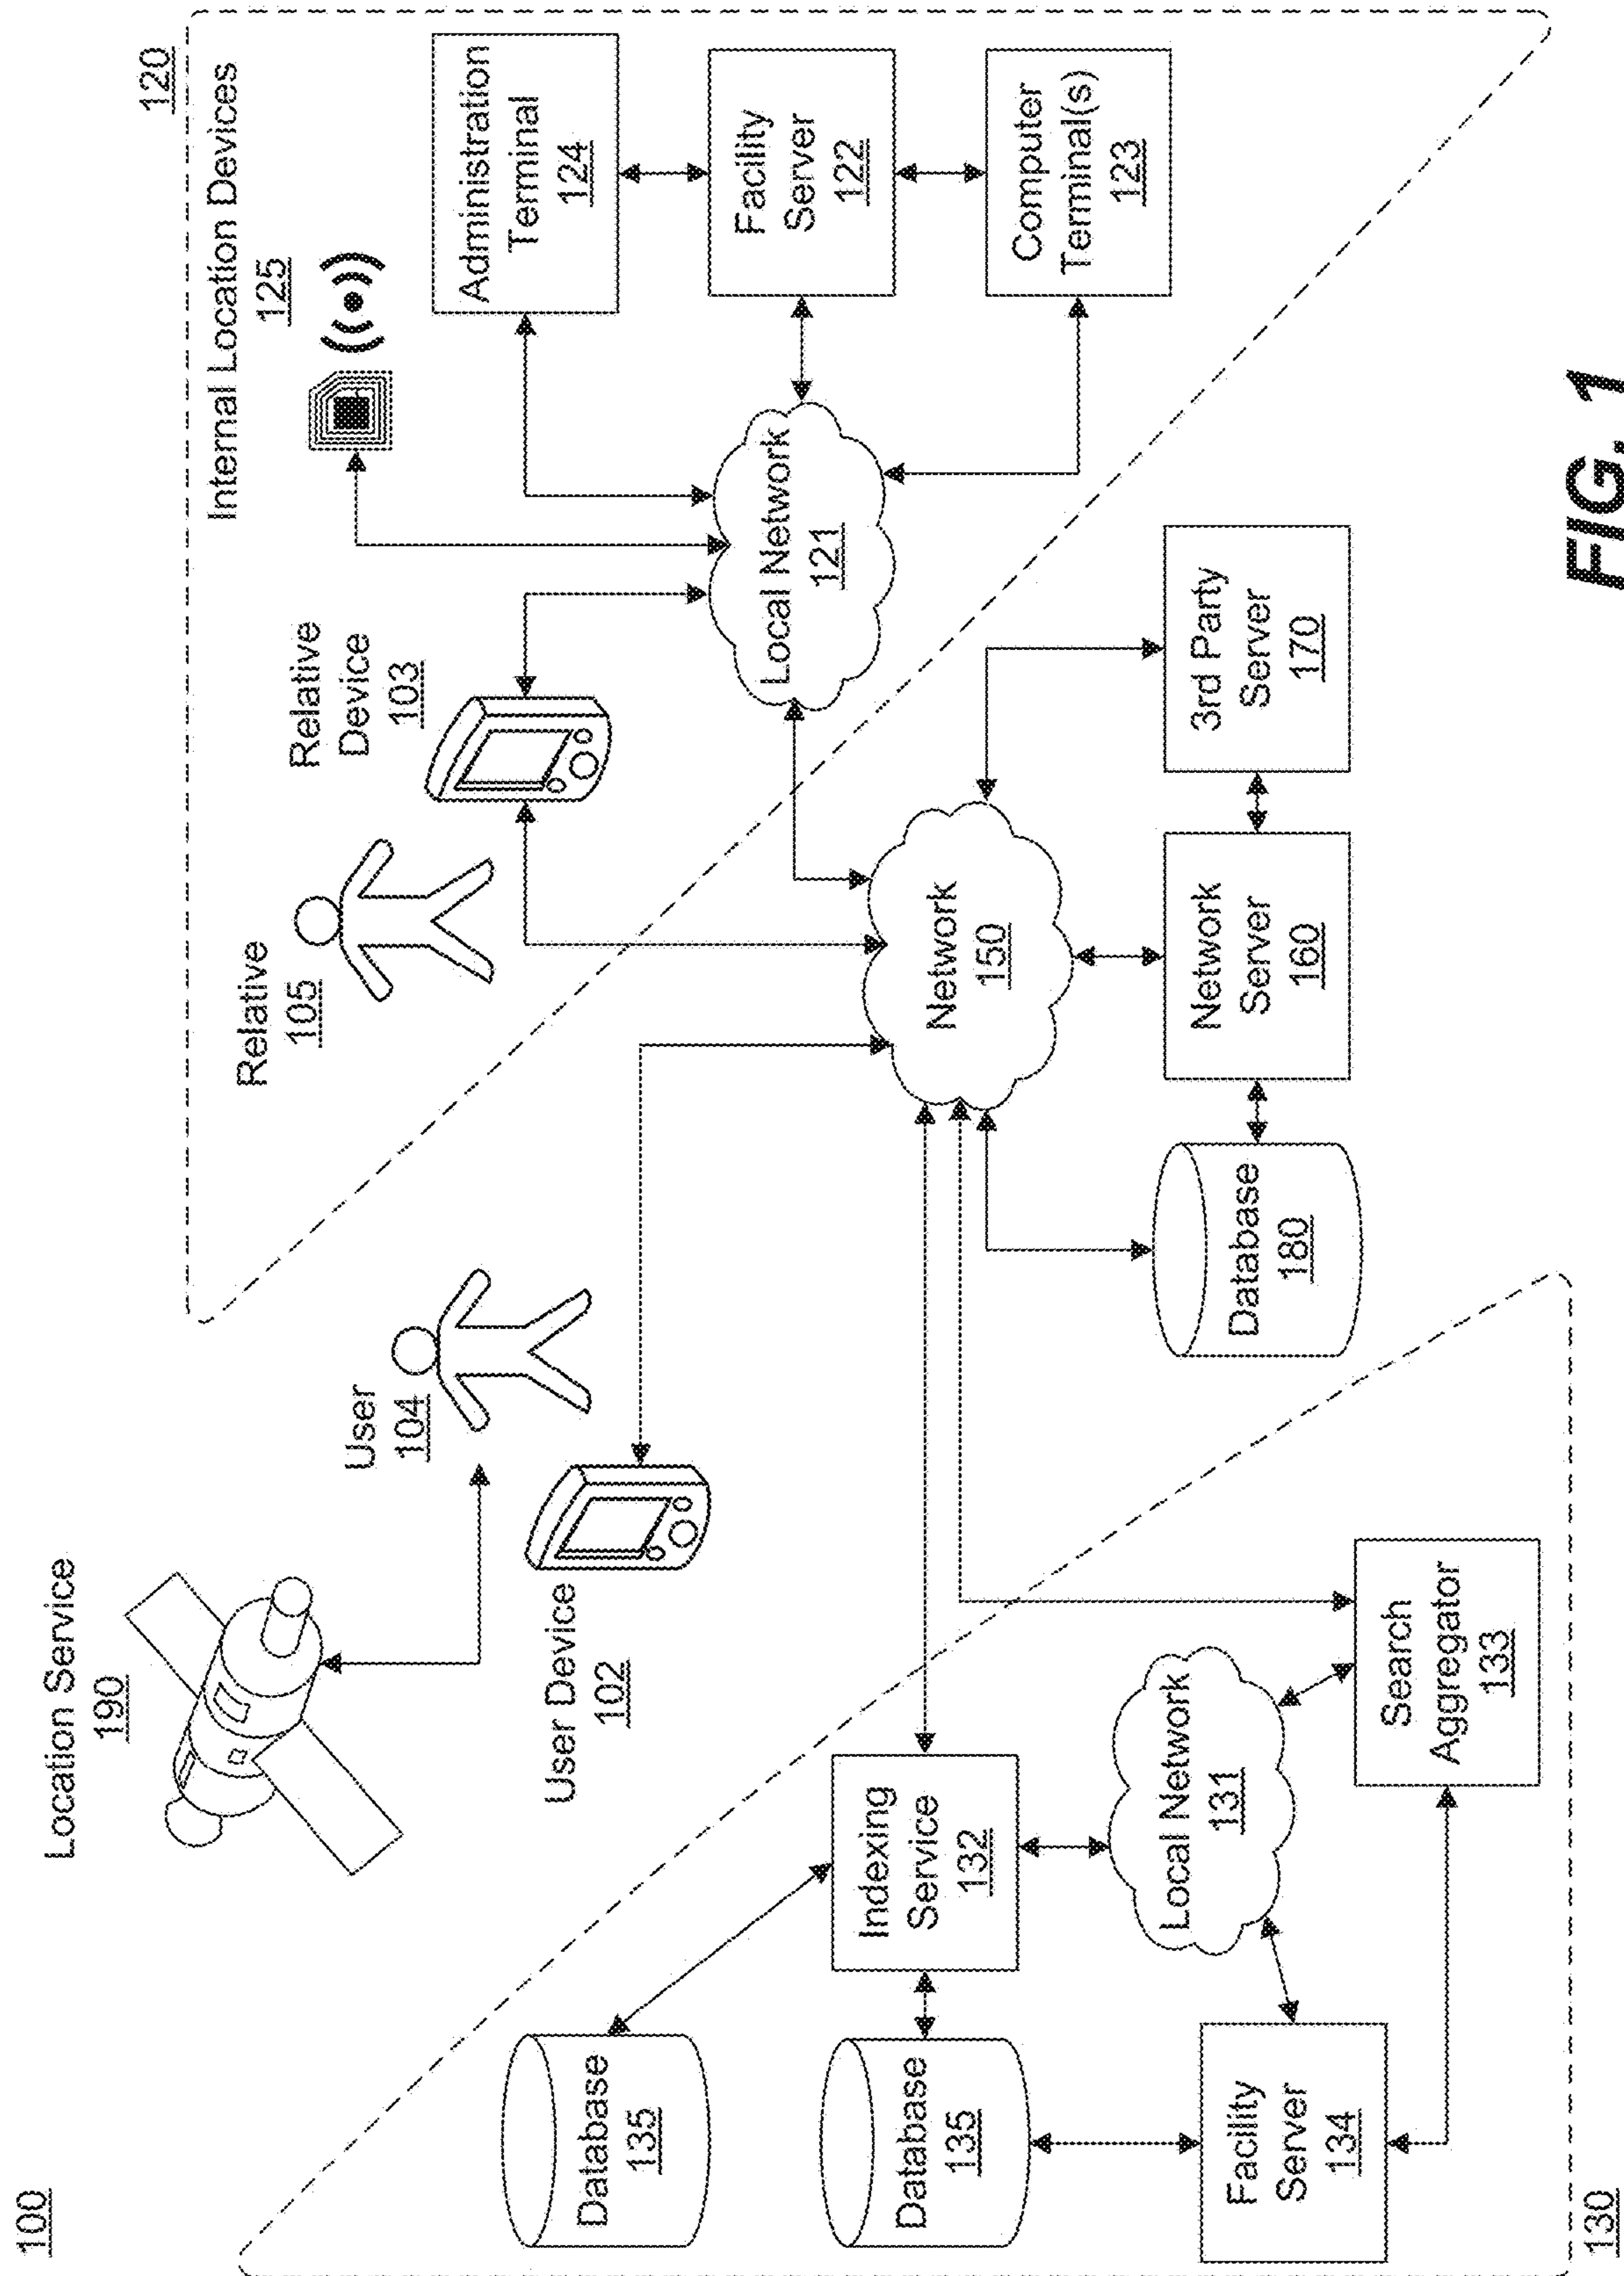 100
Location Service
190
User
104
User Device
102
Relative
105
Relative
Device
103
120
Internal Location Devices
125
Administration
Terminal
124
Facility
Server
122
Computer
Terminal(s)
123
Local Network
121
Network
150
3rd Party
Server
170
Network
Server
160
Database
180
Database
135
Database
135
Indexing
Service
132
Local Network
131
Search
Aggregator
133
Facility
Server
134
130
FIG. 1